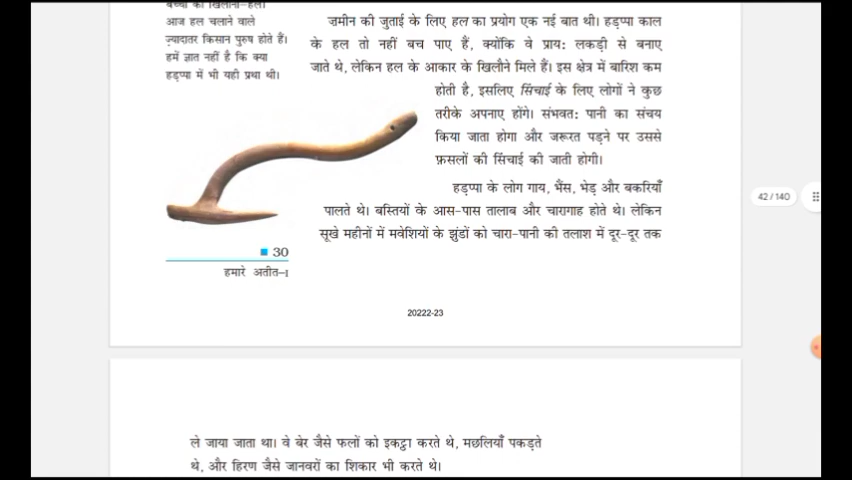 बच्चों का खिलौना-हल।
आज हल चलाने वाले
ज़्यादातर किसान पुरुष होते हैं।
हमें ज्ञात नहीं है कि क्या
हड़प्पा में भी यही प्रथा थी।
ज़मीन की जुताई के लिए हल का प्रयोग एक नई बात थी। हड़प्पा काल
के हल तो नहीं बच पाए हैं, क्योंकि वे प्राय: लकड़ी से बनाए
जाते थे, लेकिन हल के आकार के खिलौने मिले हैं। इस क्षेत्र में बारिश कम
होती है, इसलिए सिंचाई के लिए लोगों ने कुछ
तरीके अपनाए होंगे। संभवत: पानी का संचय
किया जाता होगा और जरूरत पड़ने पर उससे
फ़सलों की सिंचाई की जाती होगी।
हड़प्पा के लोग गाय, भैंस, भेड़ और बकरियाँ
पालते थे। बस्तियों के आस-पास तालाब और चारागाह होते थे। लेकिन
सूखे महीनों में मवेशियों के झुंडों को चारा-पानी की तलाश में दूर-दूर तक
30
हमारे अतीत-I
20222-23
42 / 140
ले जाया जाता था। वे बेर जैसे फलों को इकट्ठा करते थे, मछलियाँ पकड़ते
थे, और हिरण जैसे जानवरों का शिकार भी करते थे।